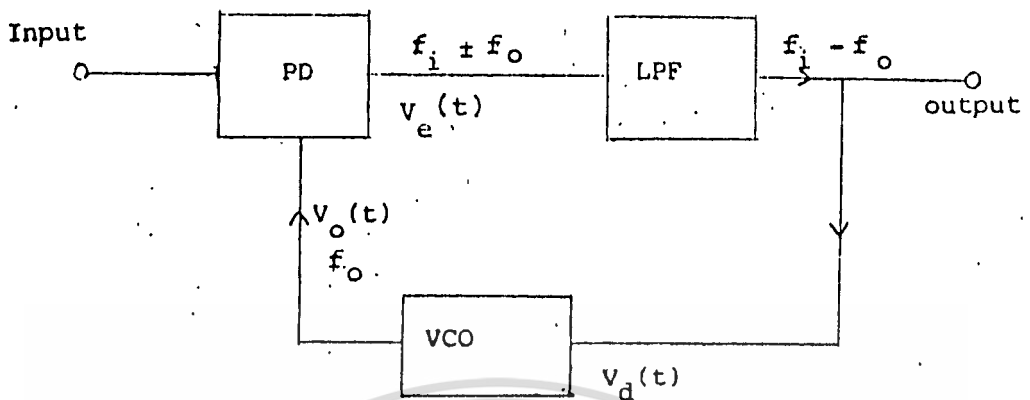 Input
PD
f_i ± f_o
V_e(t)
LPF
f_i - f_o
output
V_o(t)
f_o
VCO
V_d(t)